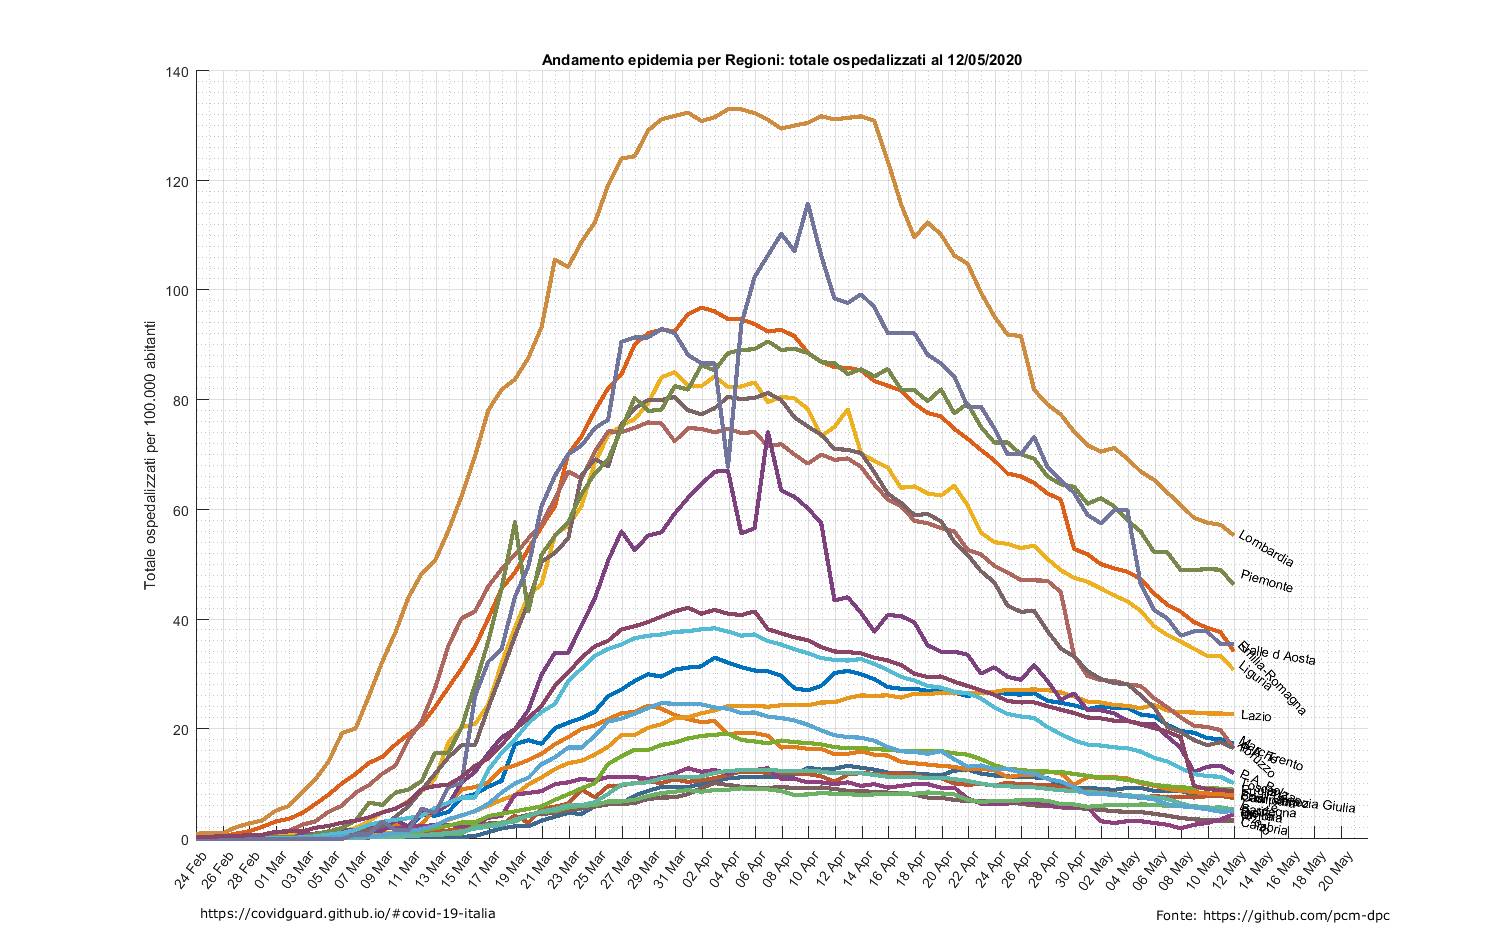 Andamento epidemia per Regioni: totale ospedalizzati al 12/05/2020
Totale ospedalizzati per 100.000 abitanti
140
120
100
80
60
40
20
0
Lombardia
Piemonte
Valle d Aosta
Emilia-Romagna
Liguria
Lazio
24 Feb
26 Feb
28 Feb
01 Mar
03 Mar
05 Mar
07 Mar
09 Mar
11 Mar
13 Mar
15 Mar
17 Mar
19 Mar
21 Mar
23 Mar
25 Mar
27 Mar
29 Mar
31 Mar
02 Apr
04 Apr
06 Apr
08 Apr
10 Apr
12 Apr
14 Apr
16 Apr
18 Apr
20 Apr
22 Apr
24 Apr
26 Apr
28 Apr
30 Apr
02 May
04 May
06 May
08 May
10 May
12 May
14 May
16 May
18 May
20 May
https://covidguard.github.io/#covid-19-italia
Fonte: https://github.com/pcm-dpc